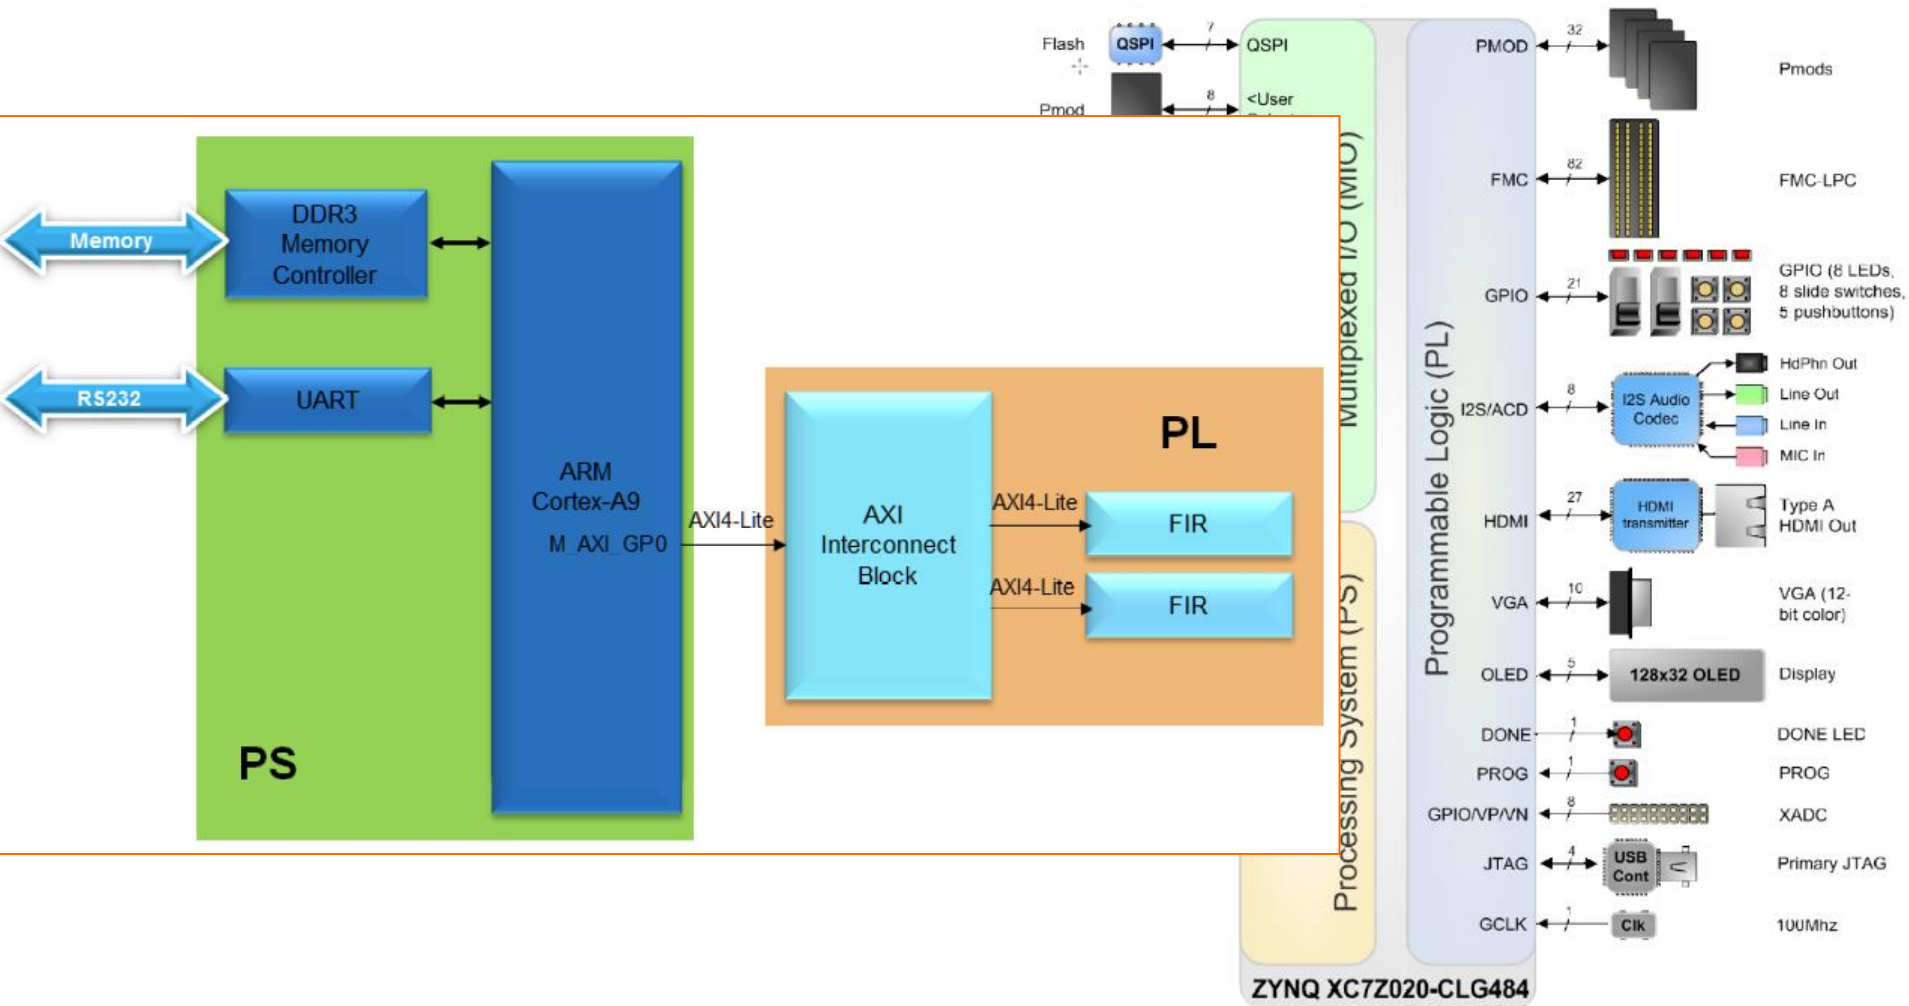 Flash
QSPI
7
QSPI
Pmod
8
<User
Multiplexed I/O (MIO)
Processing System (PS)
Programmable Logic (PL)
PMOD
32
Pmods
FMC
82
FMC-LPC
GPIO
21
GPIO (8 LEDs,
8 slide switches,
5 pushbuttons)
I2S/ACD
8
I2S Audio
Codec
HdPhn Out
Line Out
Line In
MIC In
HDMI
27
HDMI
transmitter
Type A
HDMI Out
VGA
10
VGA (12-
bit color)
OLED
5
128x32 OLED
Display
DONE
1
DONE LED
PROG
1
PROG
GPIO/VP/VN
8
XADC
JTAG
4
USB
Cont
Primary JTAG
GCLK
1
Clk
100Mhz
ZYNQ XC7Z020-CLG484
Memory
DDR3
Memory
Controller
RS232
UART
ARM
Cortex-A9
M_AXI_GP0
PS
AXI4-Lite
AXI
Interconnect
Block
PL
AXI4-Lite
FIR
AXI4-Lite
FIR